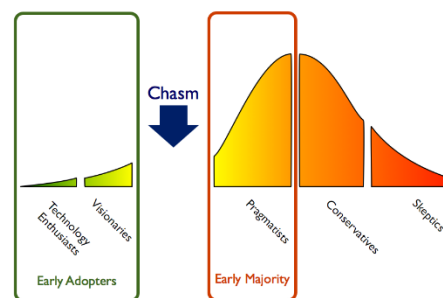 Chasm
Technology
Enthusiasts
Visionaries
Pragmatists
Conservatives
Skeptics
Early Adopters
Early Majority